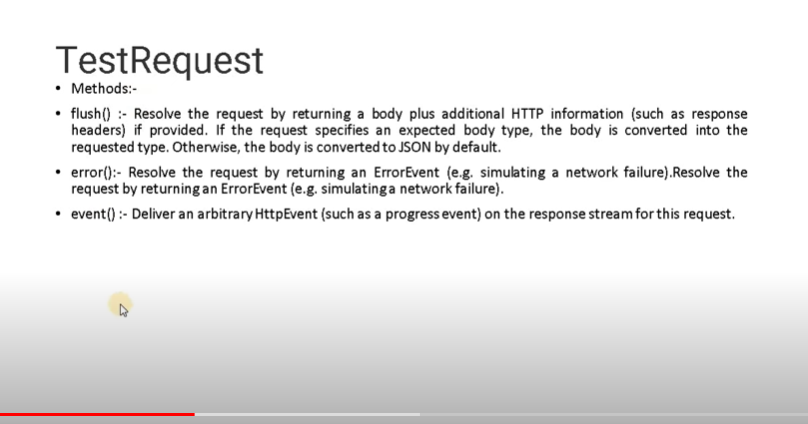 TestRequest
• Methods:-
• flush() :- Resolve the request by returning a body plus additional HTTP information (such as response
headers) if provided. If the request specifies an expected body type, the body is converted into the
requested type. Otherwise, the body is converted to JSON by default.
• error():- Resolve the request by returning an ErrorEvent (e.g. simulating a network failure).Resolve the
request by returning an ErrorEvent (e.g. simulating a network failure).
• event() :- Deliver an arbitrary HttpEvent (such as a progress event) on the response stream for this request.